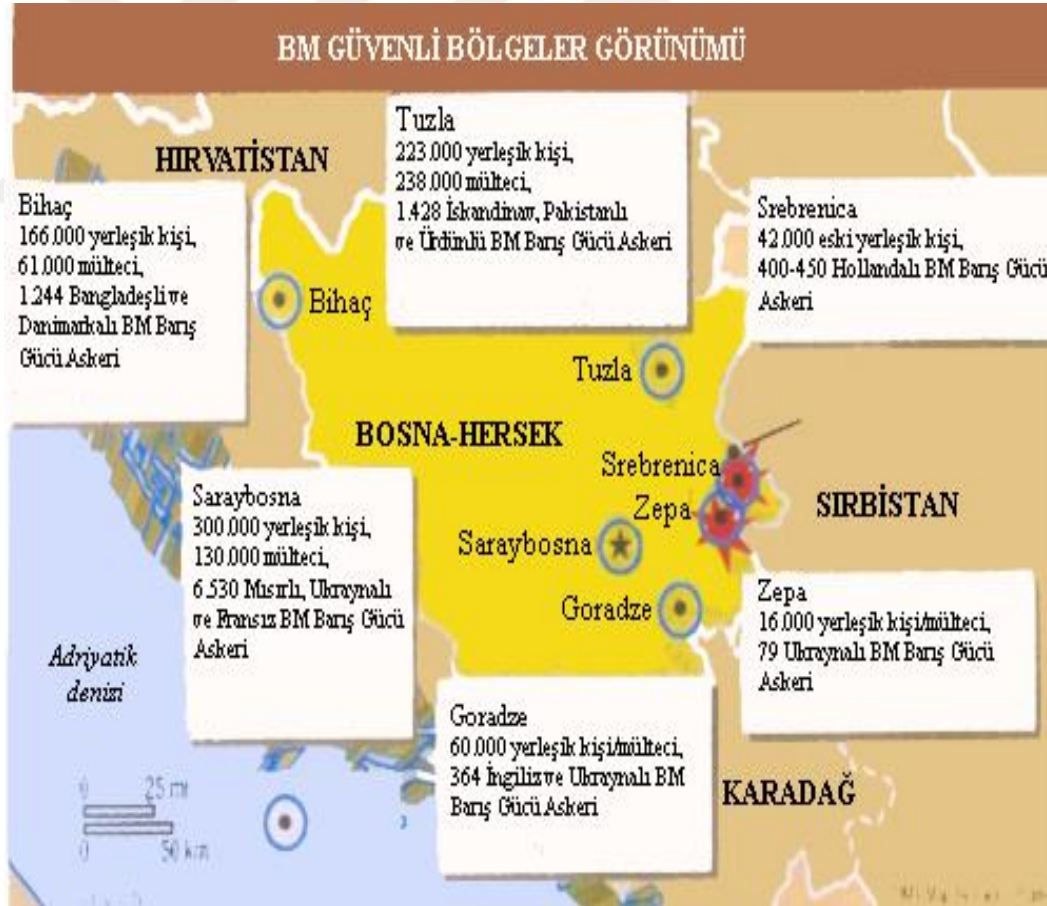 BM GÜVENLİ BÖLGELER GÖRÜNÜMÜ
HIRVATİSTAN
Tuzla
223.000 yerleşik kişi,
238.000 mülteci,
1.428 İskandinav, Pakistanlı
ve Ürdünlü BM Barış Gücü Askeri
Bihaç
166.000 yerleşik kişi,
61.000 mülteci,
1.244 Bangladeşli ve
Danimarkalı BM Barış
Gücü Askeri
Srebrenica
42.000 eski yerleşik kişi,
400-450 Hollandalı BM Barış Gücü
Askeri
Bihaç
Tuzla
BOSNA-HERSEK
Srebrenica
Zepa
SIRBİSTAN
Saraybosna
Goradze
Saraybosna
300.000 yerleşik kişi,
130.000 mülteci,
6.530 Mısırlı, Ukraynalı
ve Fransız BM Barış Gücü
Askeri
Zepa
16.000 yerleşik kişi/mülteci,
79 Ukraynalı BM Barış Gücü
Askeri
Adriyatik
denizi
Goradze
60.000 yerleşik kişi/mülteci,
364 İngiliz ve Ukraynalı BM
Barış Gücü Askeri
KARADAĞ
0 25 mi
0 50 km